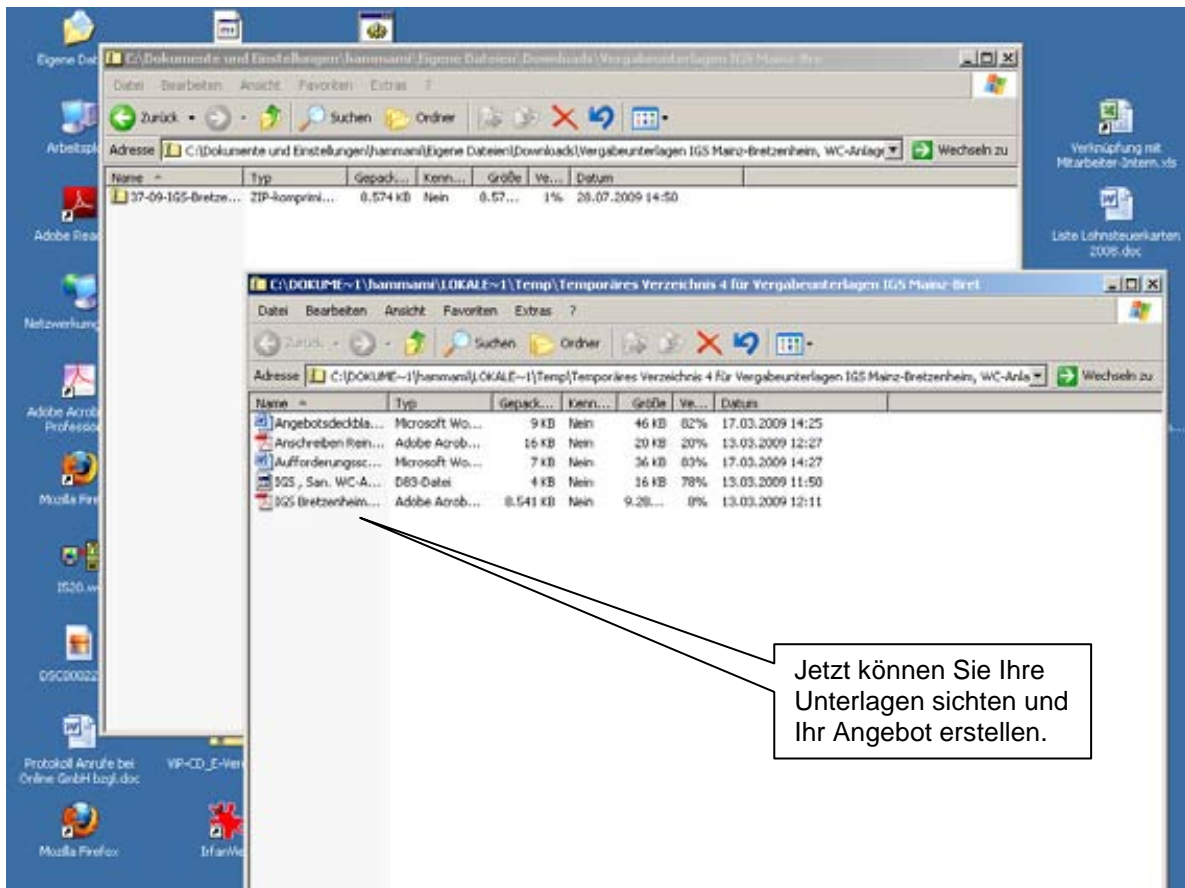 Eigene Dat
C:\Dokumente und Einstellungen\hammami\Eigene Dateien\Downloads\Vergabeunterlagen IGS Mainz-Bre
Datei Bearbeiten Ansicht Favoriten Extras ?
Zurück Suchen Ordner
Arbeitspl
Adresse C:\Dokumente und Einstellungen\hammami\Eigene Dateien\Downloads\Vergabeunterlagen IGS Mainz-Bretzenheim, WC-Anlage Wechseln zu
Verknüpfung mit
Mitarbeiter-Intern.xls
Name Typ Gepack... Kenn... Größe Ve... Datum
37-09-IGS-Bretze... ZIP-komprimi... 8.574 KB Nein 8.57... 1% 28.07.2009 14:50
Adobe Read
Liste Lohnsteuerkarten
2008.doc
C:\DOKUME~1\hammami\LOKALE~1\Temp\Temporäres Verzeichnis 4 für Vergabeunterlagen IGS Mainz-Bret
Datei Bearbeiten Ansicht Favoriten Extras ?
Netzwerkumg
Zurück Suchen Ordner
Adresse C:\DOKUME~1\hammami\LOKALE~1\Temp\Temporäres Verzeichnis 4 für Vergabeunterlagen IGS Mainz-Bretzenheim, WC-Anla Wechseln zu
Name Typ Gepack... Kenn... Größe Ve... Datum
Angebotsdeckbla... Microsoft Wo... 9 KB Nein 46 KB 82% 17.03.2009 14:25
Anschreiben Rein... Adobe Acrob... 16 KB Nein 20 KB 20% 13.03.2009 12:27
Aufforderungssc... Microsoft Wo... 7 KB Nein 36 KB 83% 17.03.2009 14:27
IGS , San. WC-A... D83-Datei 4 KB Nein 16 KB 78% 13.03.2009 11:50
IGS Bretzenheim... Adobe Acrob... 8.541 KB Nein 9.28... 8% 13.03.2009 12:11
Adobe Acrob
Professio
Mozilla Fire
IS20.w
DSC00022
Jetzt können Sie Ihre
Unterlagen sichten und
Ihr Angebot erstellen.
Protokoll Anrufe bei
Online GmbH bzgl.doc
VIP-CD_E-Ver
Mozilla Firefox
IrfanVie